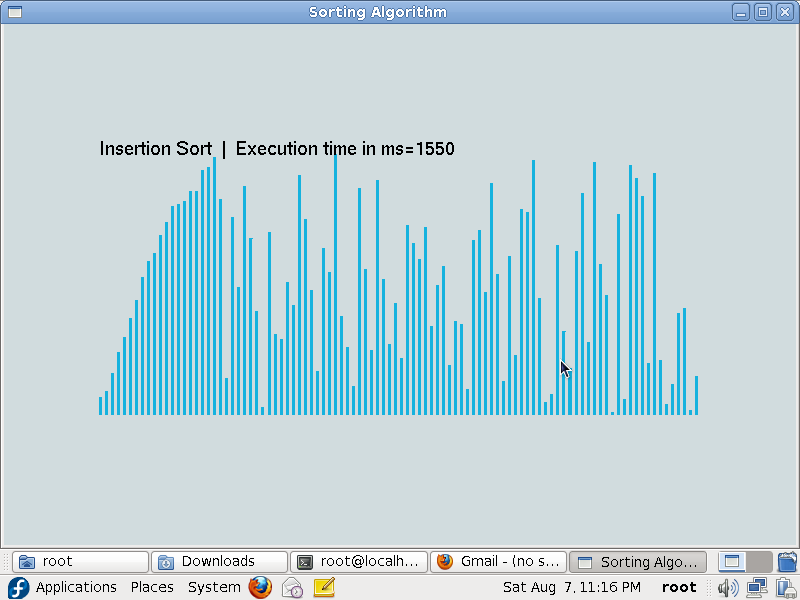 Sorting Algorithm
Insertion Sort | Execution time in ms=1550
root Downloads root@localh... Gmail - (no s... Sorting Algo...
Applications Places System Sat Aug 7, 11:16 PM root